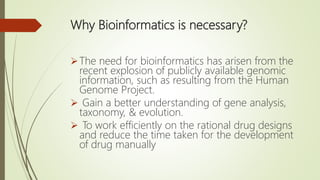 Why Bioinformatics is necessary?
➢The need for bioinformatics has arisen from the
recent explosion of publicly available genomic
information, such as resulting from the Human
Genome Project.
➢ Gain a better understanding of gene analysis,
taxonomy, & evolution.
➢ To work efficiently on the rational drug designs
and reduce the time taken for the development
of drug manually